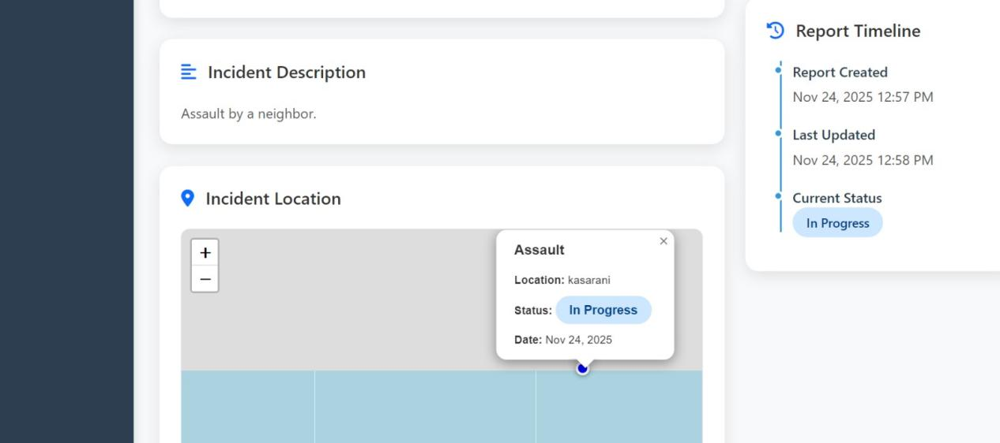 Incident Description
Assault by a neighbor.
Incident Location
+
−
Assault
×
Location: kasarani
Status: In Progress
Date: Nov 24, 2025
Report Timeline
Report Created
Nov 24, 2025 12:57 PM
Last Updated
Nov 24, 2025 12:58 PM
Current Status
In Progress